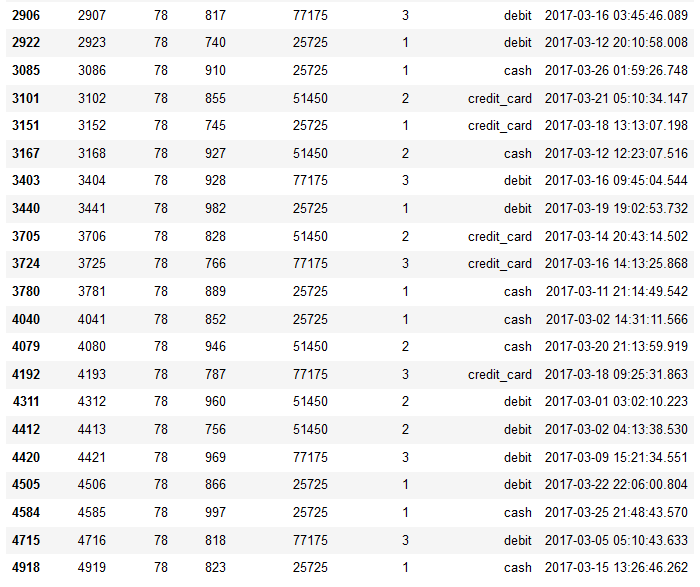 2906 2907 78 817 77175 3 debit 2017-03-16 03:45:46.089
2922 2923 78 740 25725 1 debit 2017-03-12 20:10:58.008
3085 3086 78 910 25725 1 cash 2017-03-26 01:59:26.748
3101 3102 78 855 51450 2 credit_card 2017-03-21 05:10:34.147
3151 3152 78 745 25725 1 credit_card 2017-03-18 13:13:07.198
3167 3168 78 927 51450 2 cash 2017-03-12 12:23:07.516
3403 3404 78 928 77175 3 debit 2017-03-16 09:45:04.544
3440 3441 78 982 25725 1 debit 2017-03-19 19:02:53.732
3705 3706 78 828 51450 2 credit_card 2017-03-14 20:43:14.502
3724 3725 78 766 77175 3 credit_card 2017-03-16 14:13:25.868
3780 3781 78 889 25725 1 cash 2017-03-11 21:14:49.542
4040 4041 78 852 25725 1 cash 2017-03-02 14:31:11.566
4079 4080 78 946 51450 2 cash 2017-03-20 21:13:59.919
4192 4193 78 787 77175 3 credit_card 2017-03-18 09:25:31.863
4311 4312 78 960 51450 2 debit 2017-03-01 03:02:10.223
4412 4413 78 756 51450 2 debit 2017-03-02 04:13:38.530
4420 4421 78 969 77175 3 debit 2017-03-09 15:21:34.551
4505 4506 78 866 25725 1 debit 2017-03-22 22:06:00.804
4584 4585 78 997 25725 1 cash 2017-03-25 21:48:43.570
4715 4716 78 818 77175 3 debit 2017-03-05 05:10:43.633
4918 4919 78 823 25725 1 cash 2017-03-15 13:26:46.262